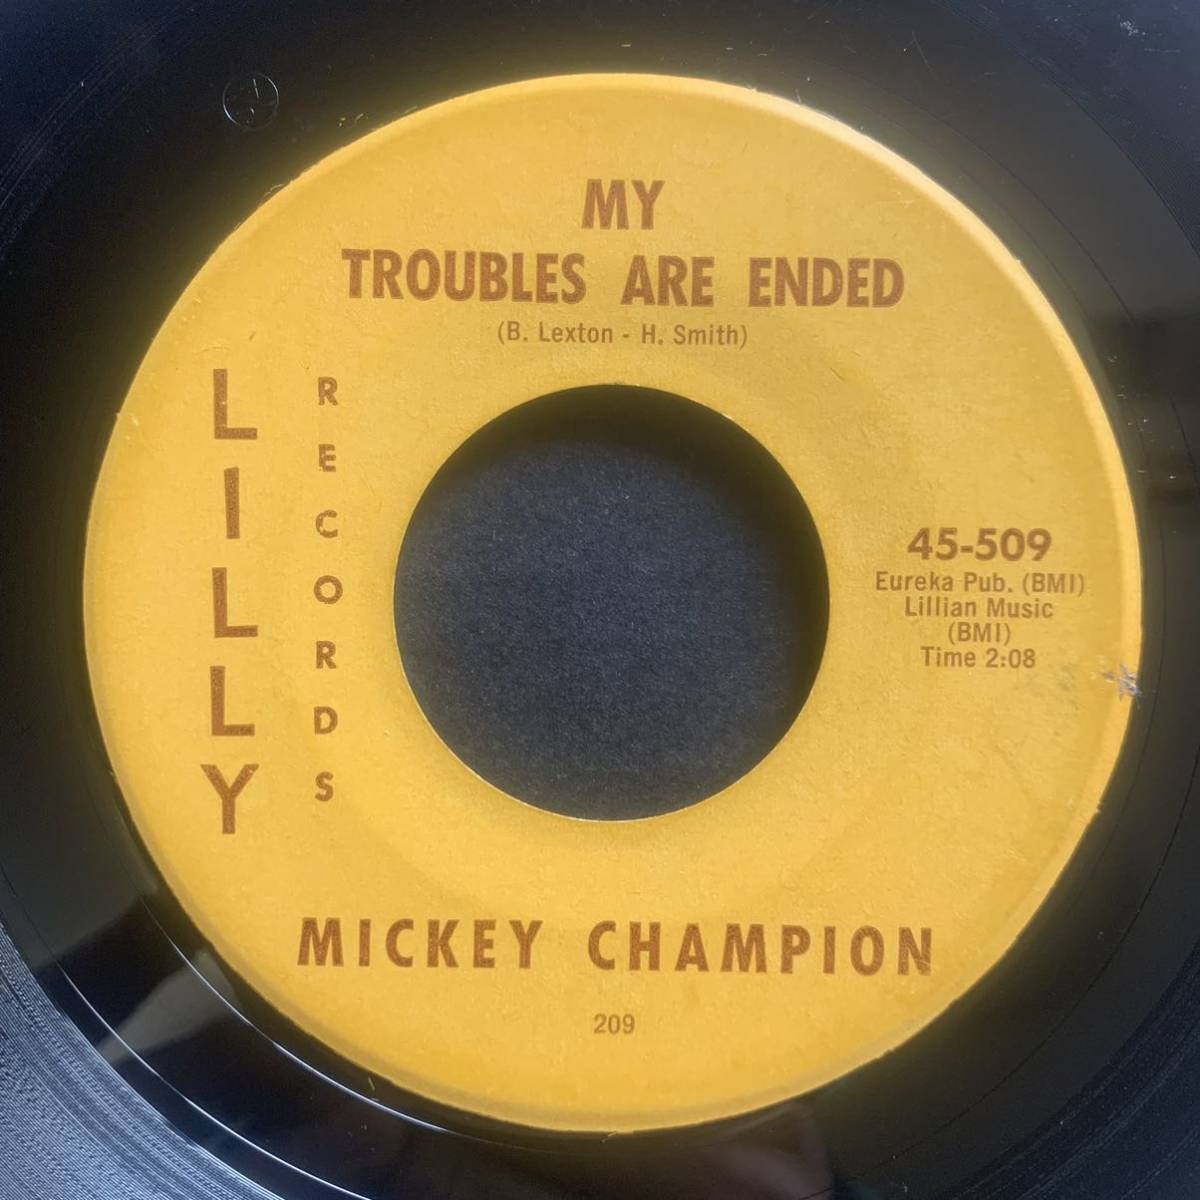 MY
TROUBLES ARE ENDED
(B. Lexton - H. Smith)
LILLY
RECORDS
45-509
Eureka Pub. (BMI)
Lillian Music
(BMI)
Time 2:08
MICKEY CHAMPION
209